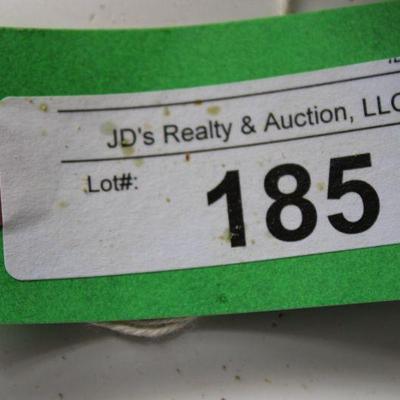 JD's Realty & Auction, LLC
Lot#: 185